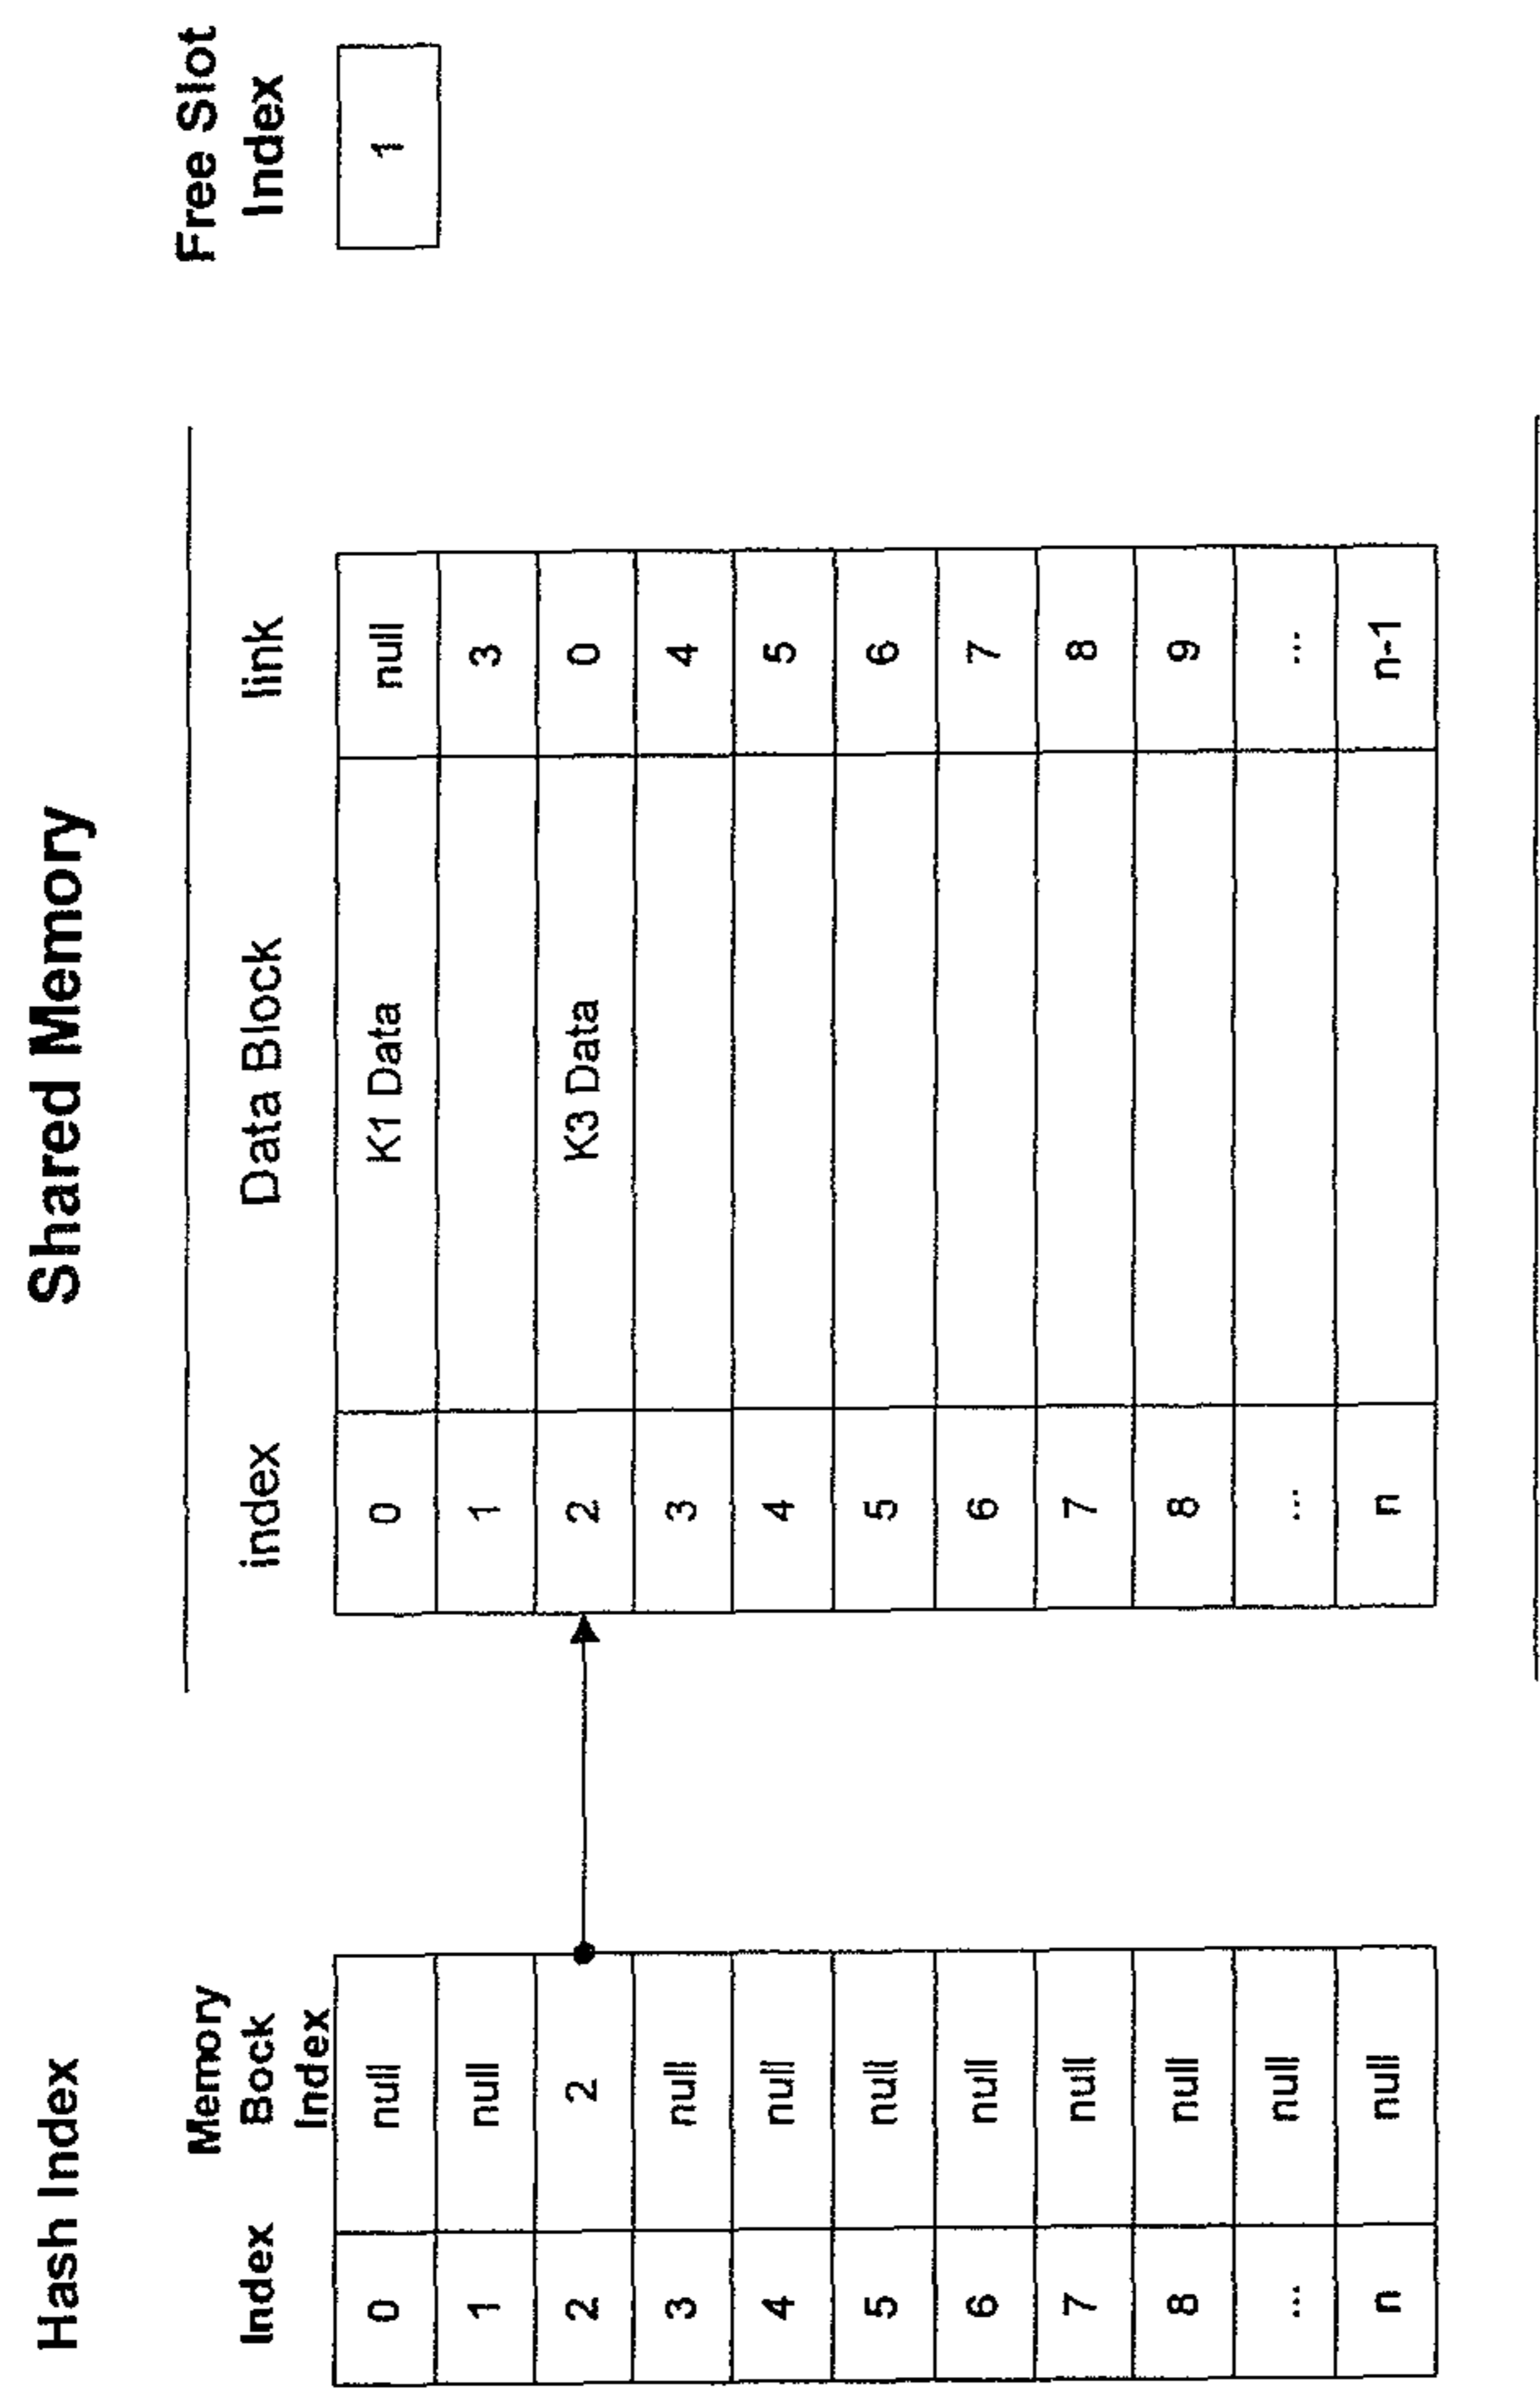 Hash Index
Shared Memory
Index
Memory
Bock
Index
index
Data Block
link
Free Slot
Index
0 null 0 K1 Data null 1
1 null 1 3
2 2 2 K3 Data 0
3 null 3 4
4 null 4 5
5 null 5 6
6 null 6 7
7 null 7 8
8 null 8 9
... null ... ...
n null n n-1